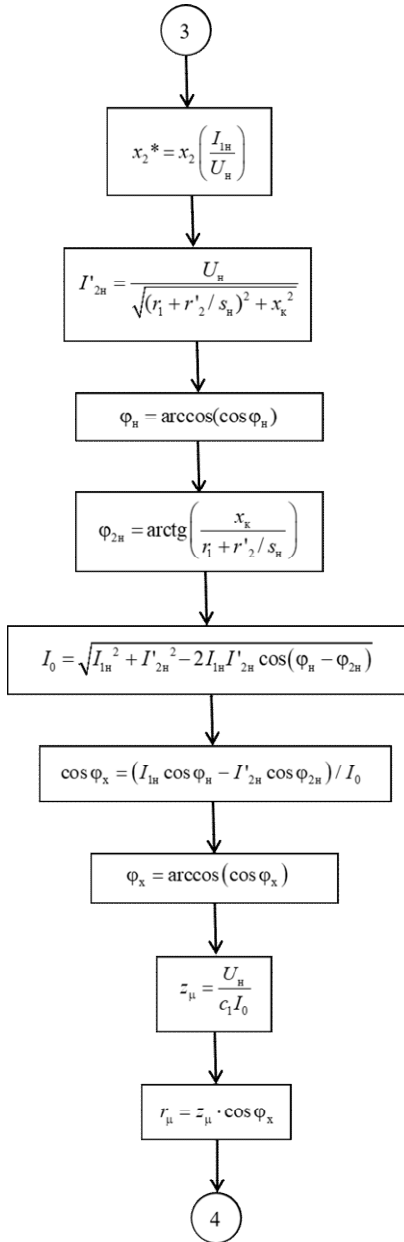 3
x₂* = x₂(I₁н / Uн)
I'₂н = Uн / √((r₁ + r'₂ / sн)² + xк²)
φн = arccos(cos φн)
φ₂н = arctg(xк / (r₁ + r'₂ / sн))
I₀ = √(I₁н² + I'₂н² − 2I₁нI'₂н cos(φн − φ₂н))
cos φх = (I₁н cos φн − I'₂н cos φ₂н) / I₀
φх = arccos(cos φх)
zμ = Uн / (c₁I₀)
rμ = zμ · cos φх
4